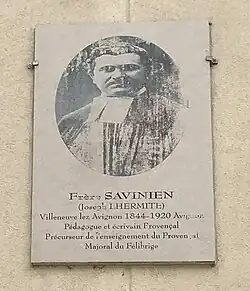 Frère SAVINIEN
(Joseph LHERMITE)
Villeneuve lez Avignon 1844-1920 Avignon
Pédagogue et écrivain Provençal
Précurseur de l'enseignement du Provençal
Majoral du Félibrige